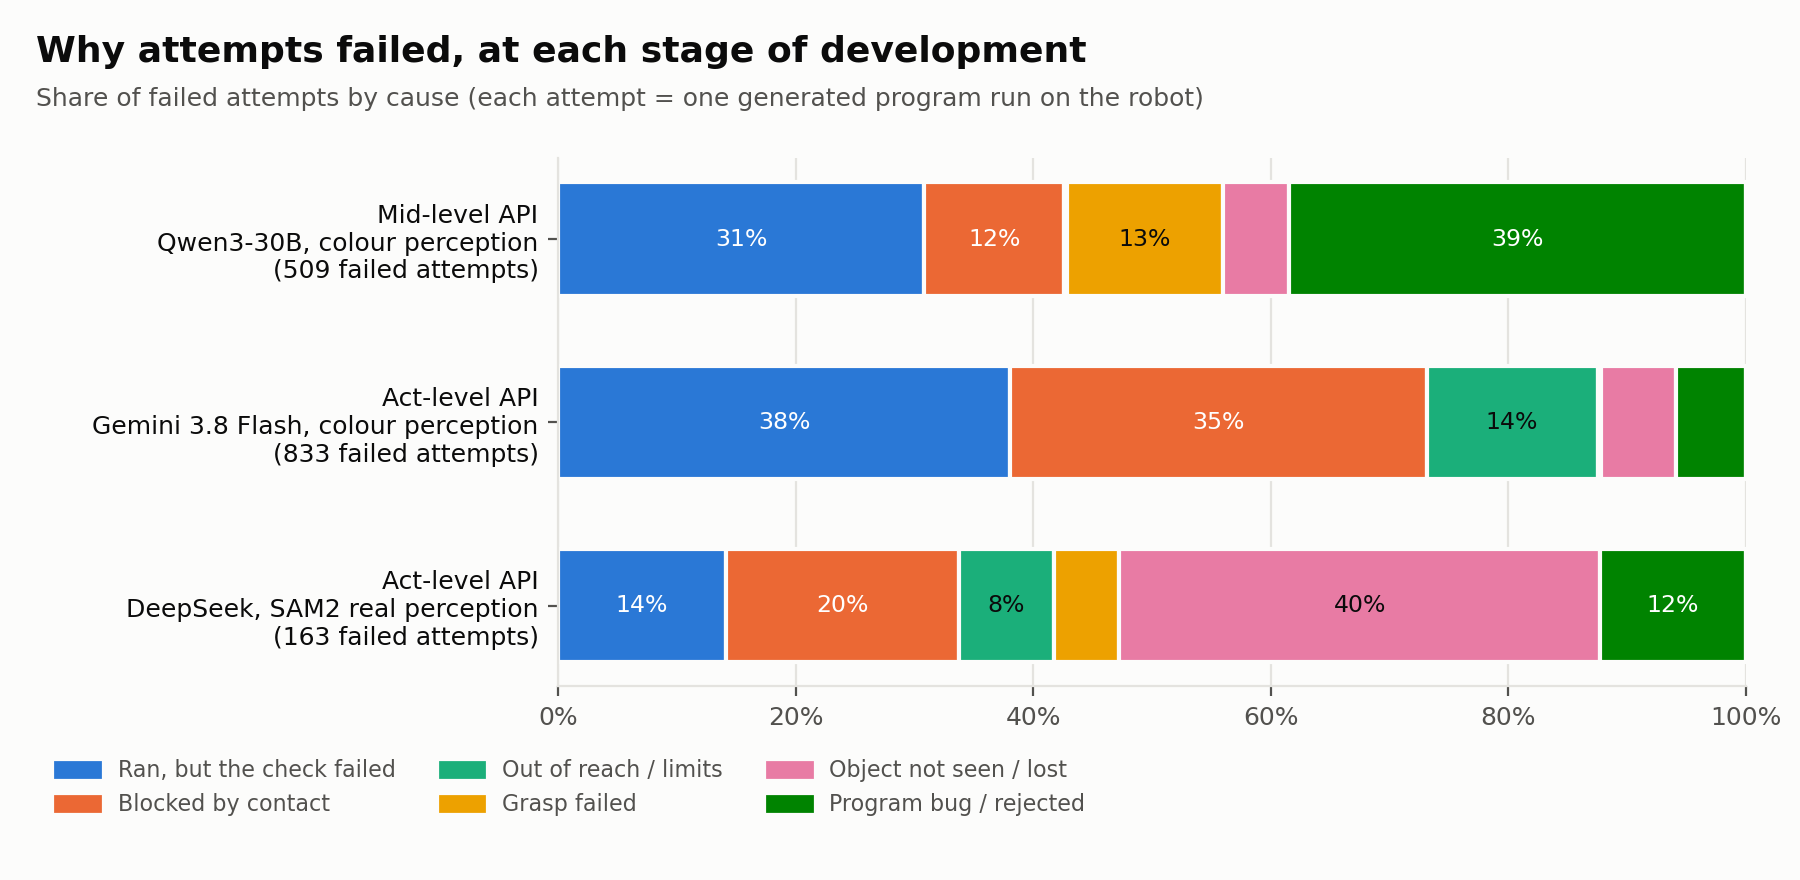 Why attempts failed, at each stage of development
Share of failed attempts by cause (each attempt = one generated program run on the robot)
Mid-level API
Qwen3-30B, colour perception
(509 failed attempts)
31%
12%
13%
39%
Act-level API
Gemini 3.8 Flash, colour perception
(833 failed attempts)
38%
35%
14%
Act-level API
DeepSeek, SAM2 real perception
(163 failed attempts)
14%
20%
8%
40%
12%
0%
20%
40%
60%
80%
100%
Ran, but the check failed
Blocked by contact
Out of reach / limits
Grasp failed
Object not seen / lost
Program bug / rejected